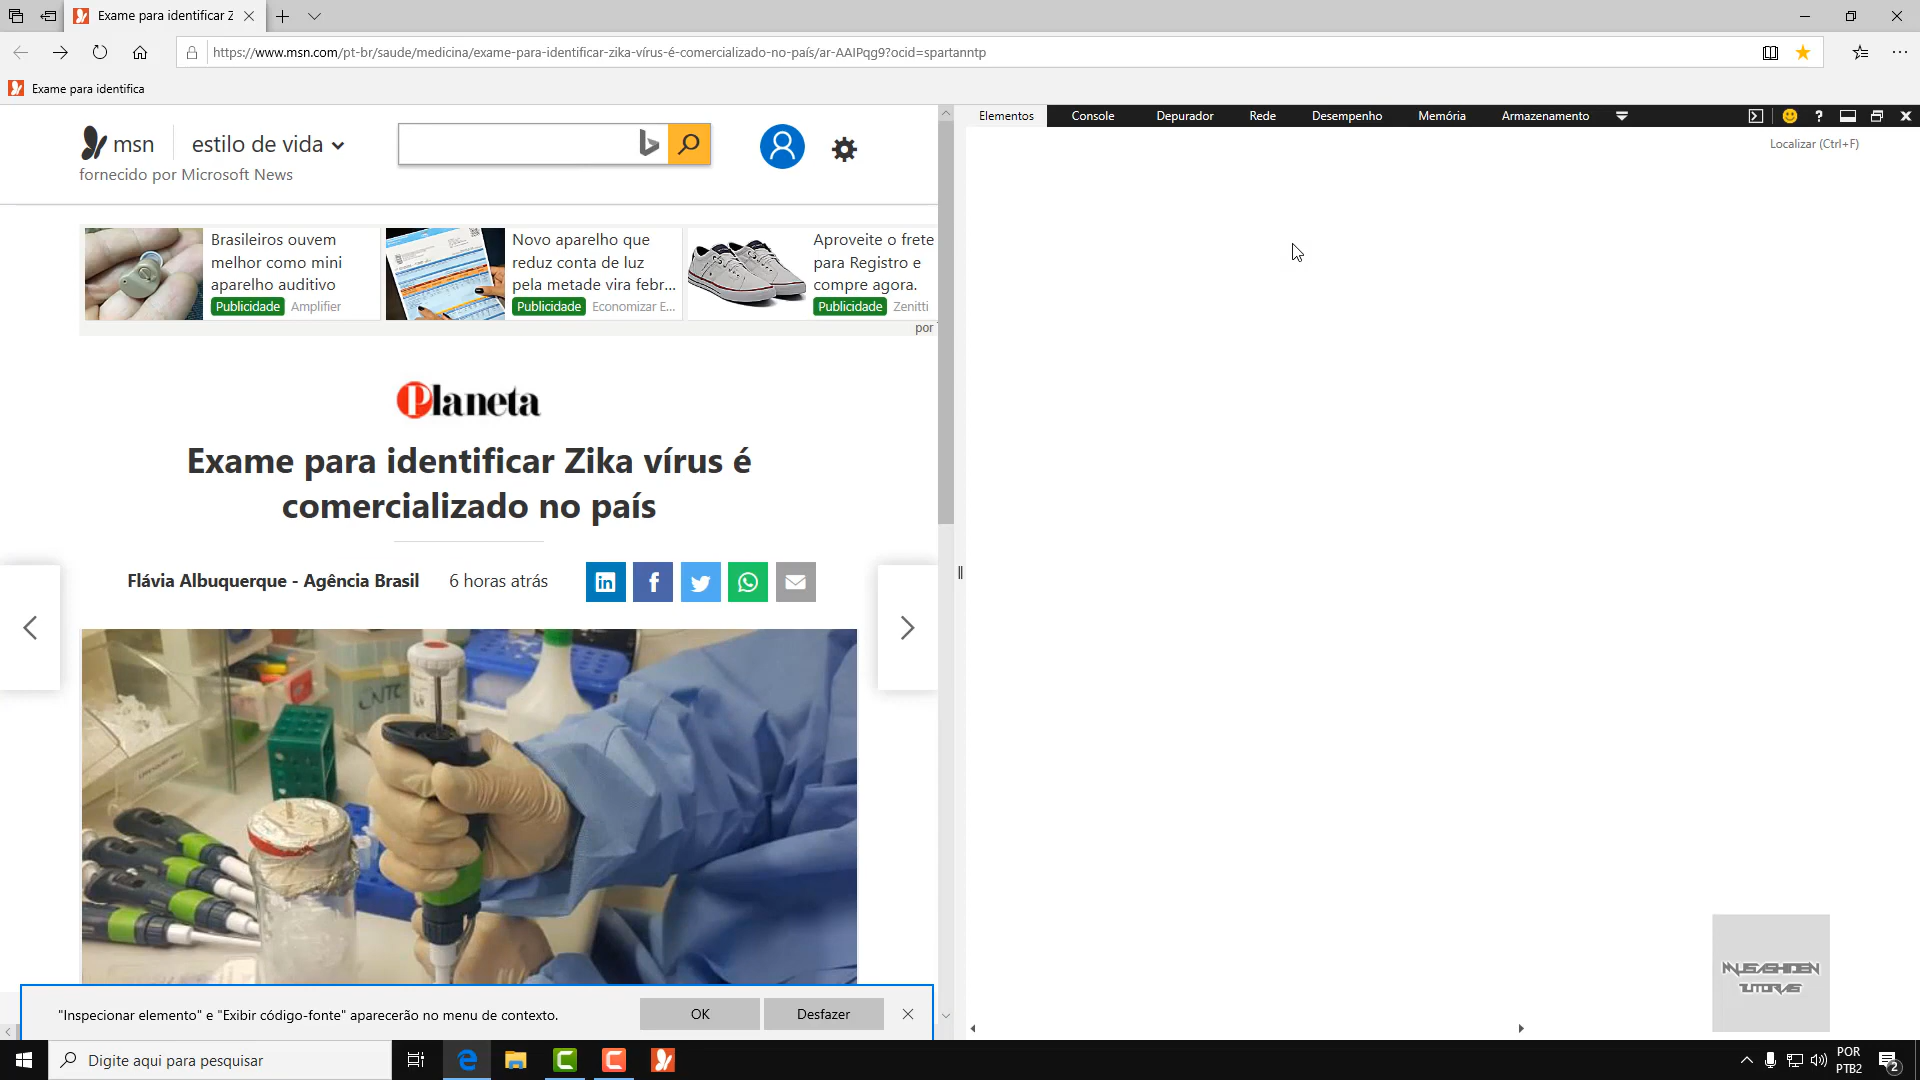 Exame para identificar Z
https://www.msn.com/pt-br/saude/medicina/exame-para-identificar-zika-vírus-é-comercializado-no-país/ar-AAIPqg9?ocid=spartanntp
Exame para identifica
msn
estilo de vida
fornecido por Microsoft News
Elementos
Console
Depurador
Rede
Desempenho
Memória
Armazenamento
?
Localizar (Ctrl+F)
Brasileiros ouvem
melhor como mini
aparelho auditivo
Publicidade Amplifier
Novo aparelho que
reduz conta de luz
pela metade vira febr...
Publicidade Economizar E...
Aproveite o frete
para Registro e
compre agora.
Publicidade Zenitti
por
Planeta
Exame para identificar Zika vírus é
comercializado no país
Flávia Albuquerque - Agência Brasil
6 horas atrás
"Inspecionar elemento" e "Exibir código-fonte" aparecerão no menu de contexto.
OK
Desfazer
MUSASHIDEN
TUTORIAIS
Digite aqui para pesquisar
POR
PTB2
2